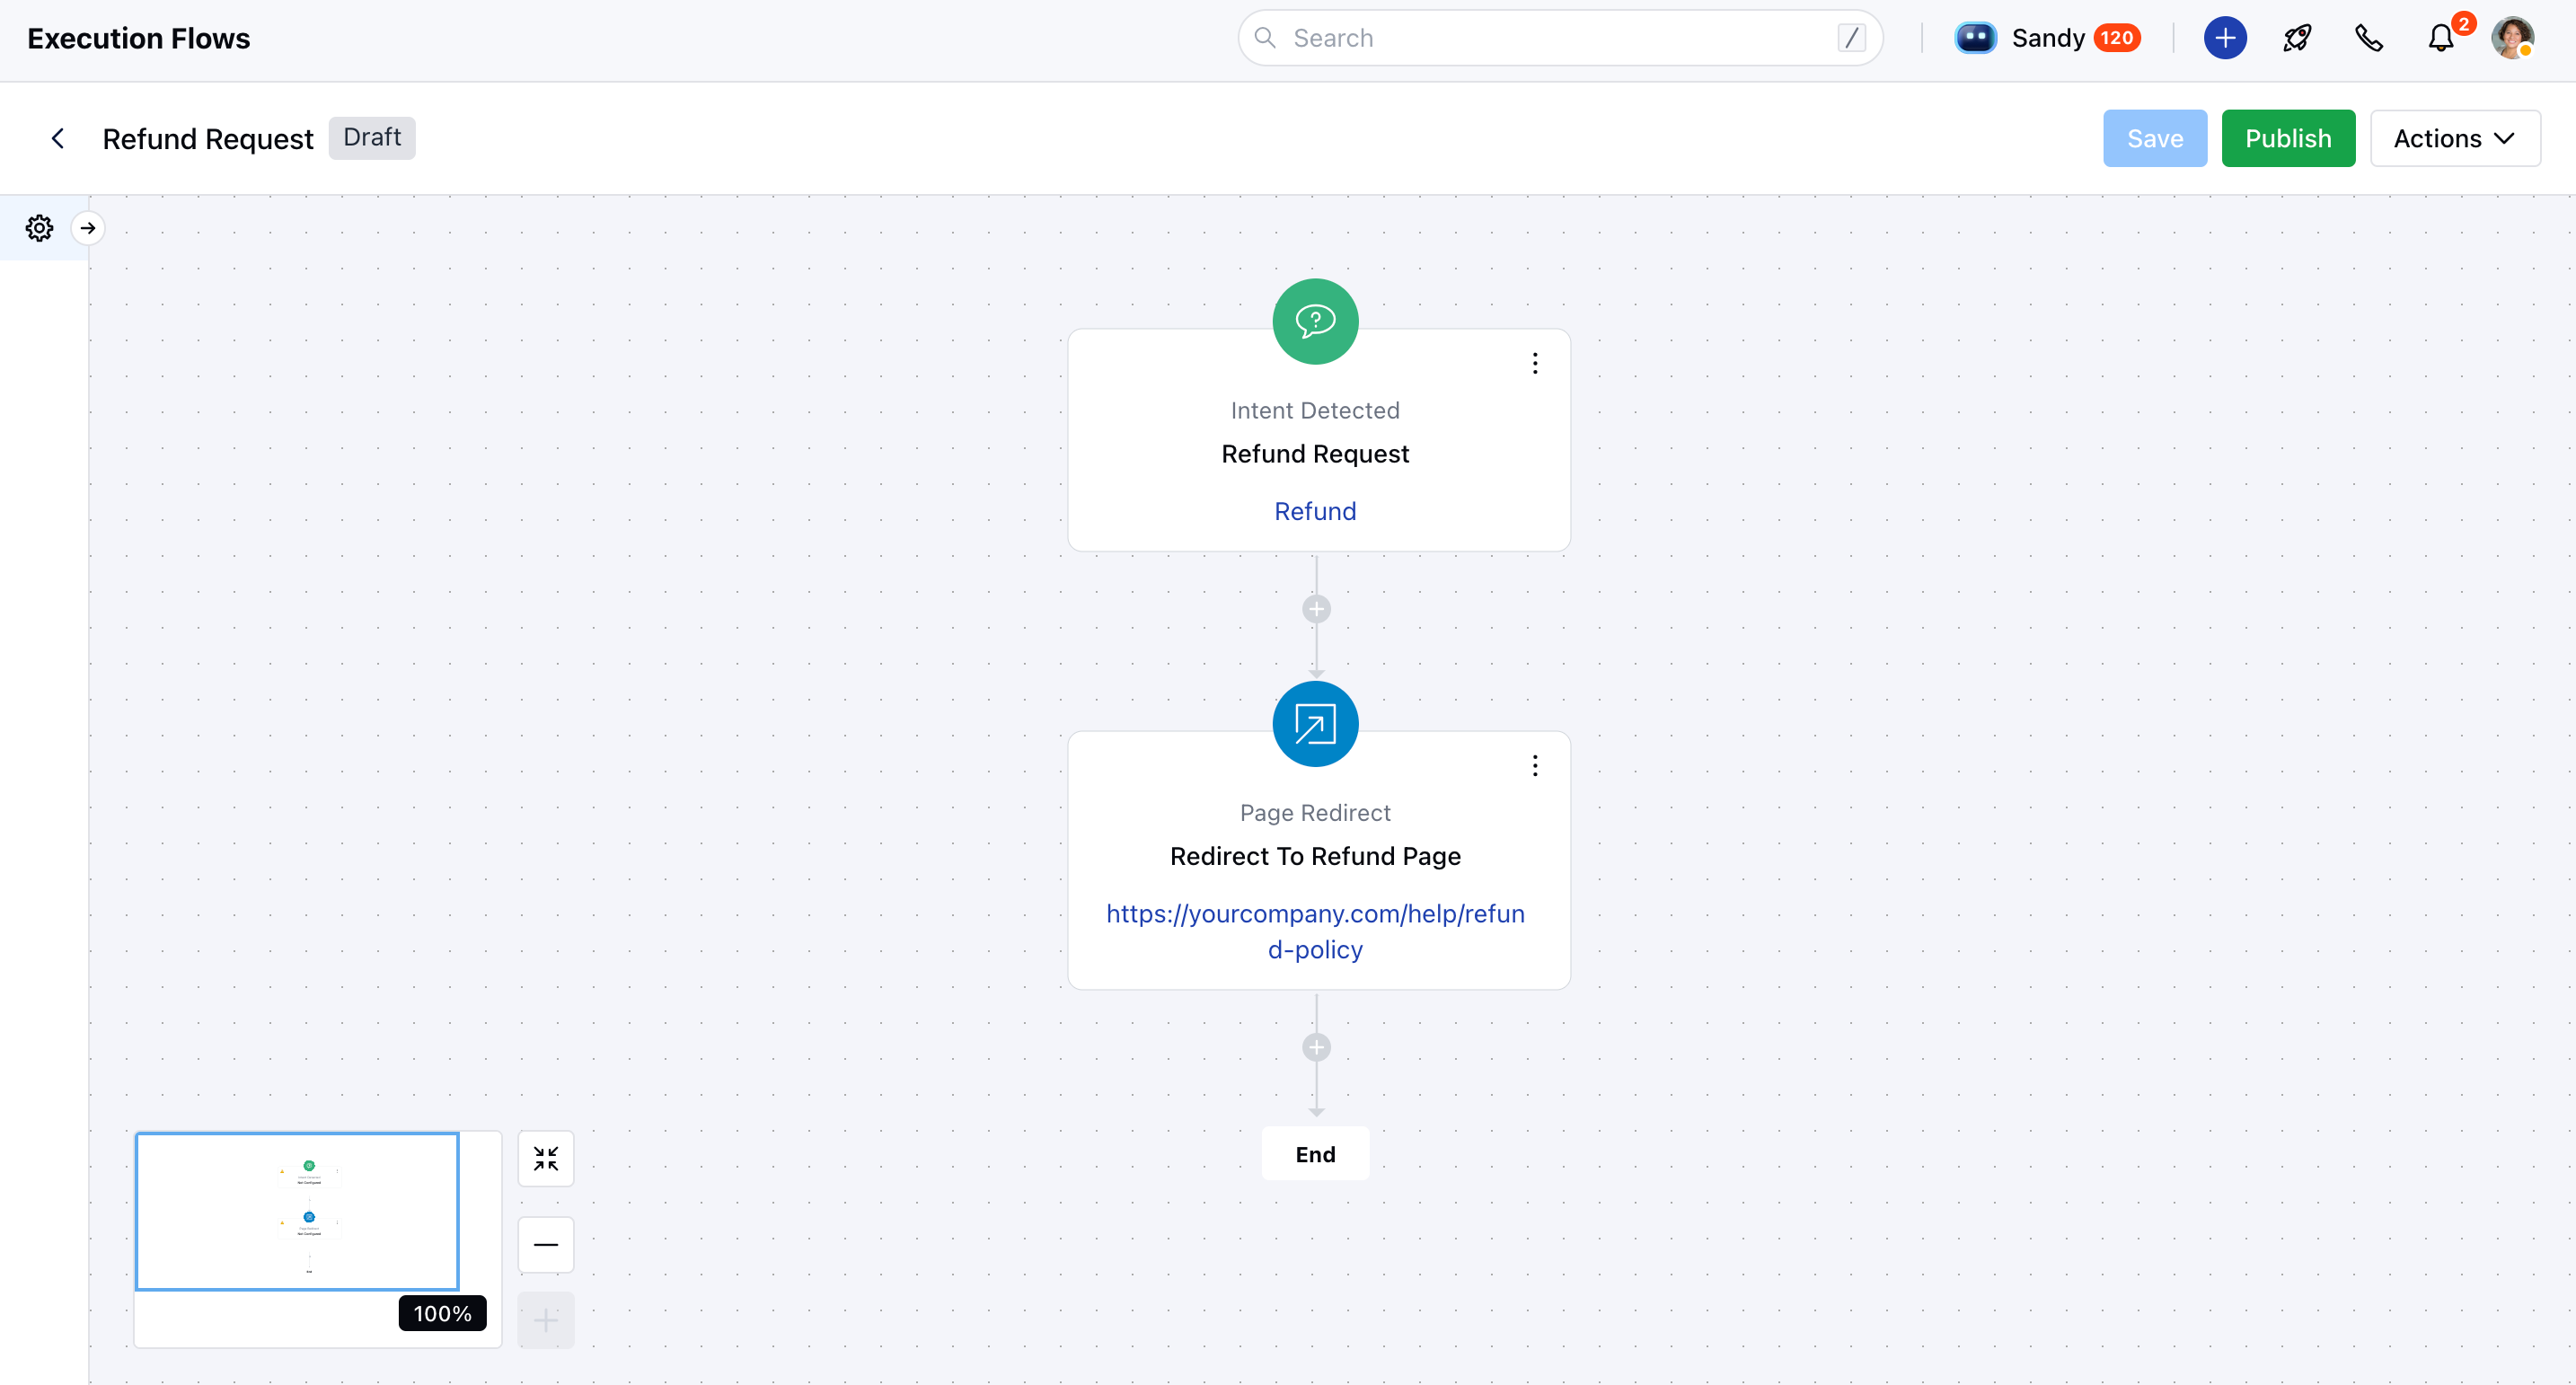 Execution Flows
Search
/
Sandy 120
2
Refund Request Draft
Save
Publish
Actions
Intent Detected
Refund Request
Refund
Page Redirect
Redirect To Refund Page
https://yourcompany.com/help/refun
d-policy
End
100%